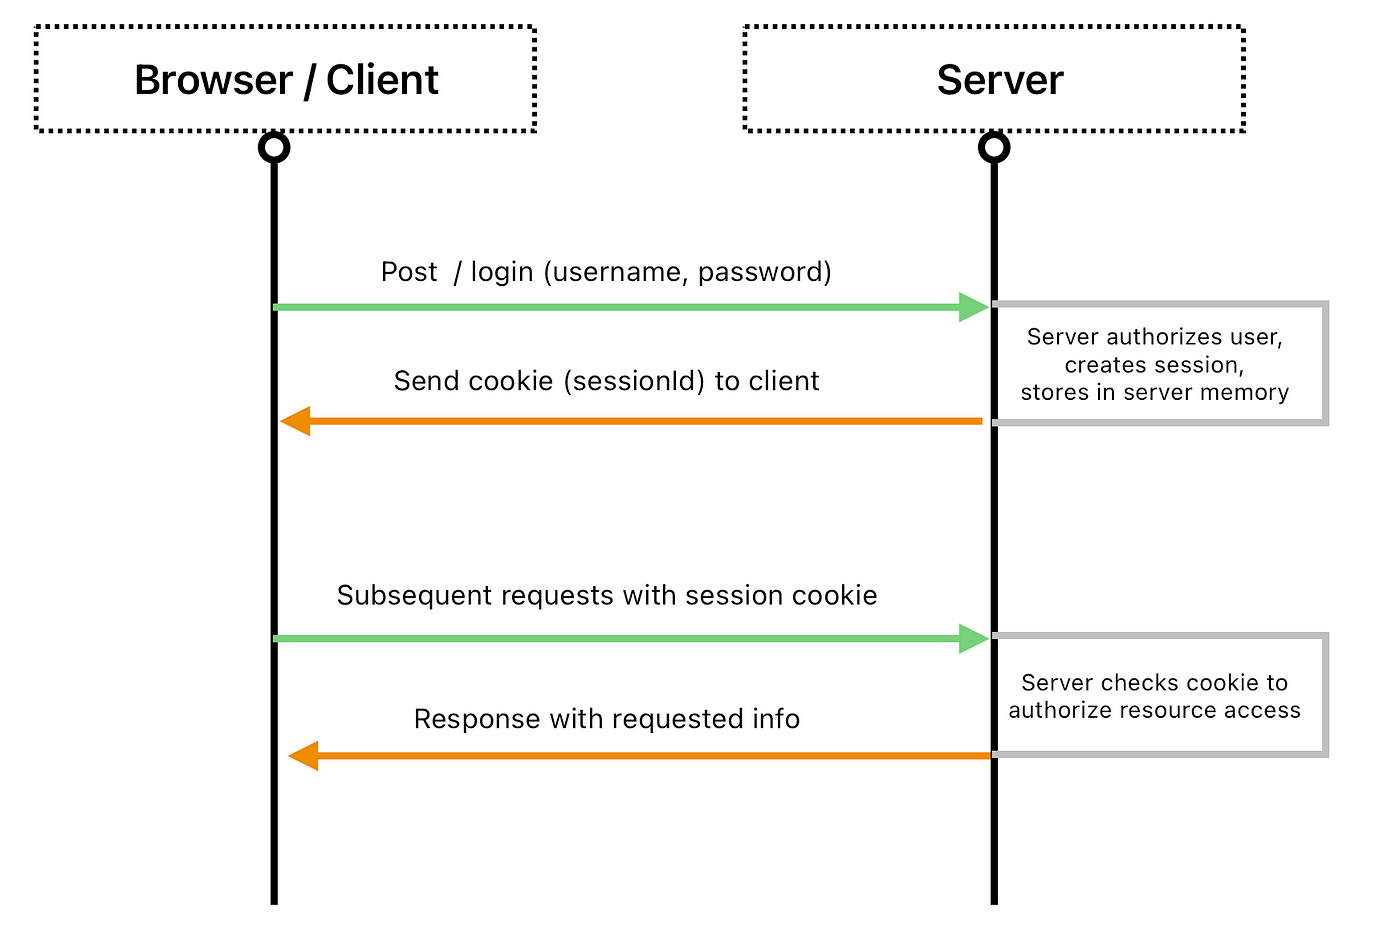 Browser / Client
Server
Post / login (username, password)
Server authorizes user,
creates session,
stores in server memory
Send cookie (sessionId) to client
Subsequent requests with session cookie
Server checks cookie to
authorize resource access
Response with requested info